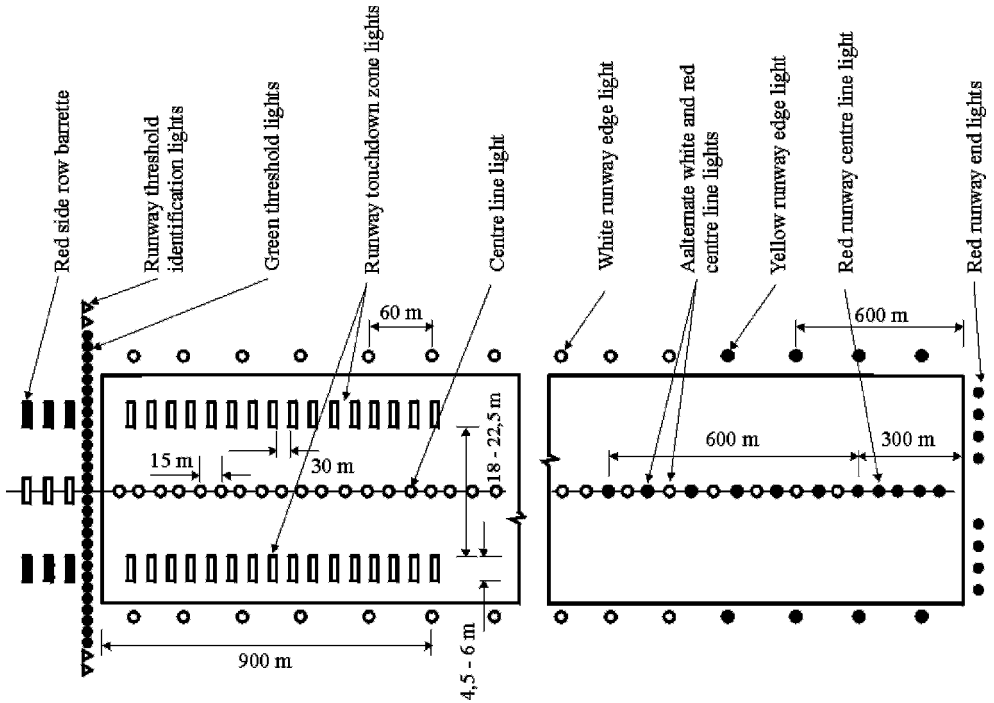 Red side row barrette
Runway threshold
identification lights
Green threshold lights
Runway touchdown zone lights
Centre line light
White runway edge light
Aalternate white and red
centre line lights
Yellow runway edge light
Red runway centre line light
Red runway end lights
60 m
600 m
15 m
30 m
18 - 22,5 m
600 m
300 m
900 m
4,5 - 6 m